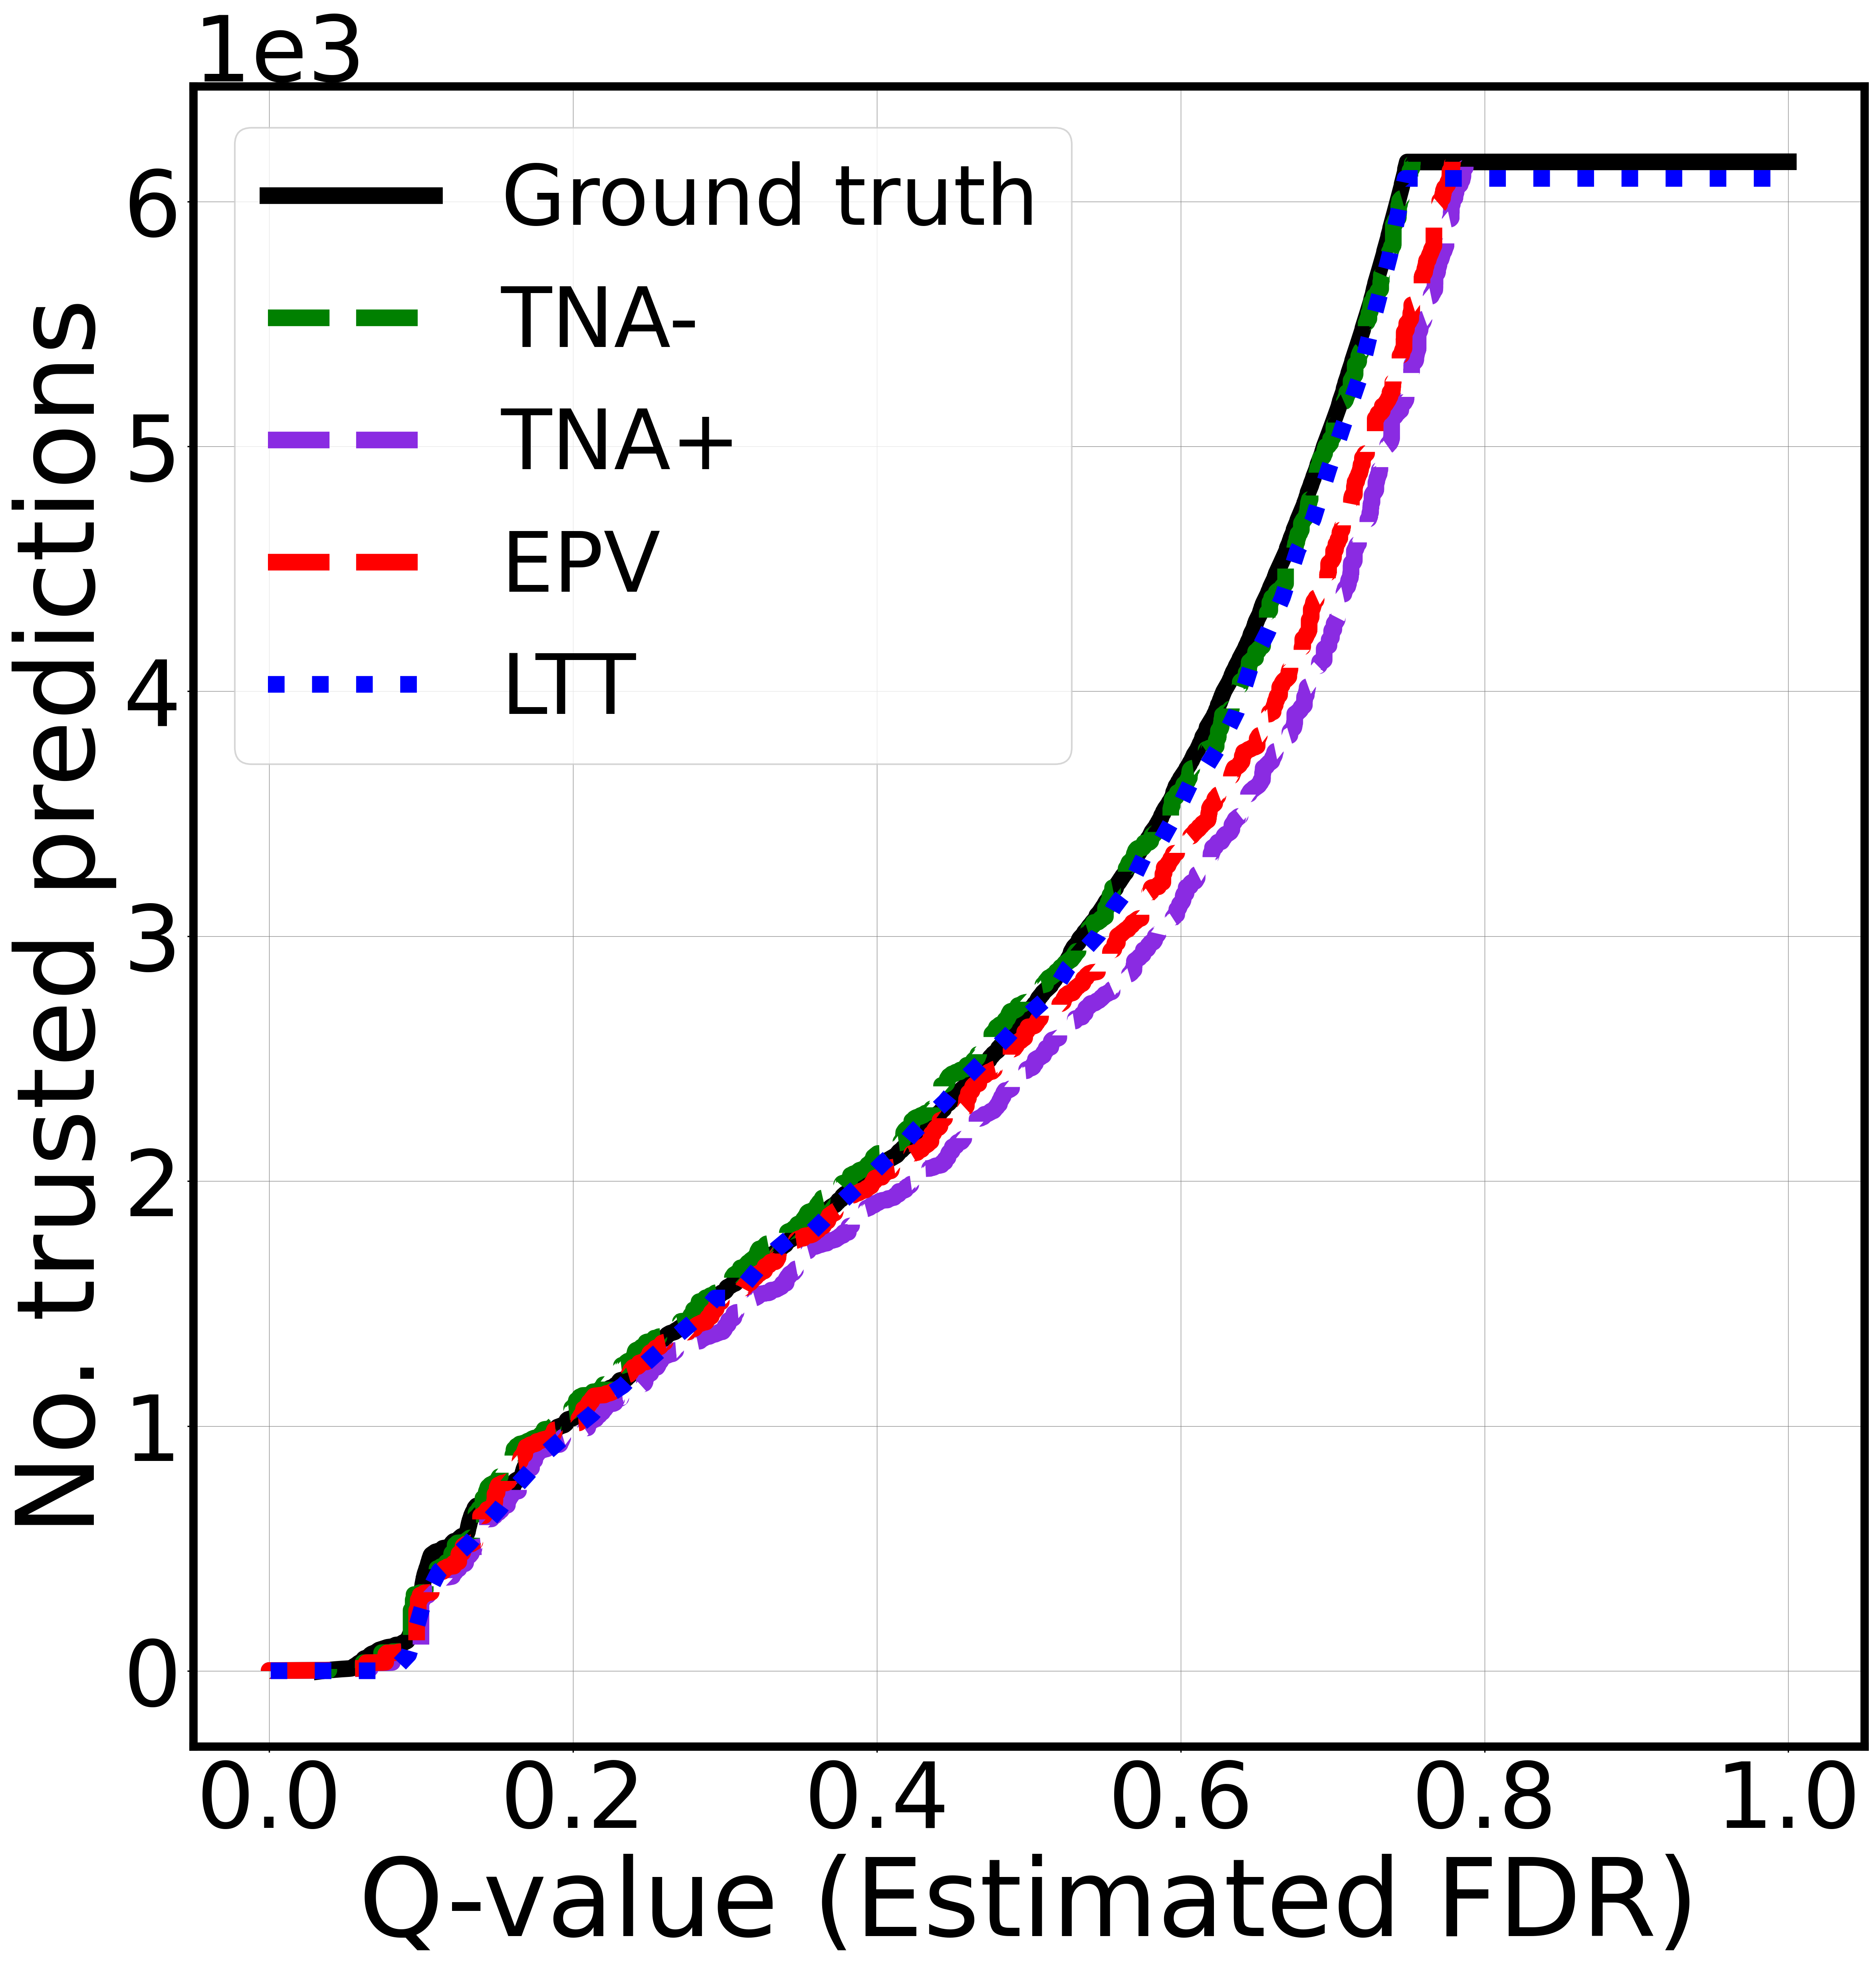 1e3
Ground truth
TNA-
TNA+
EPV
LTT
No. trusted predictions
6
5
4
3
2
1
0
0.0 0.2 0.4 0.6 0.8 1.0
Q-value (Estimated FDR)